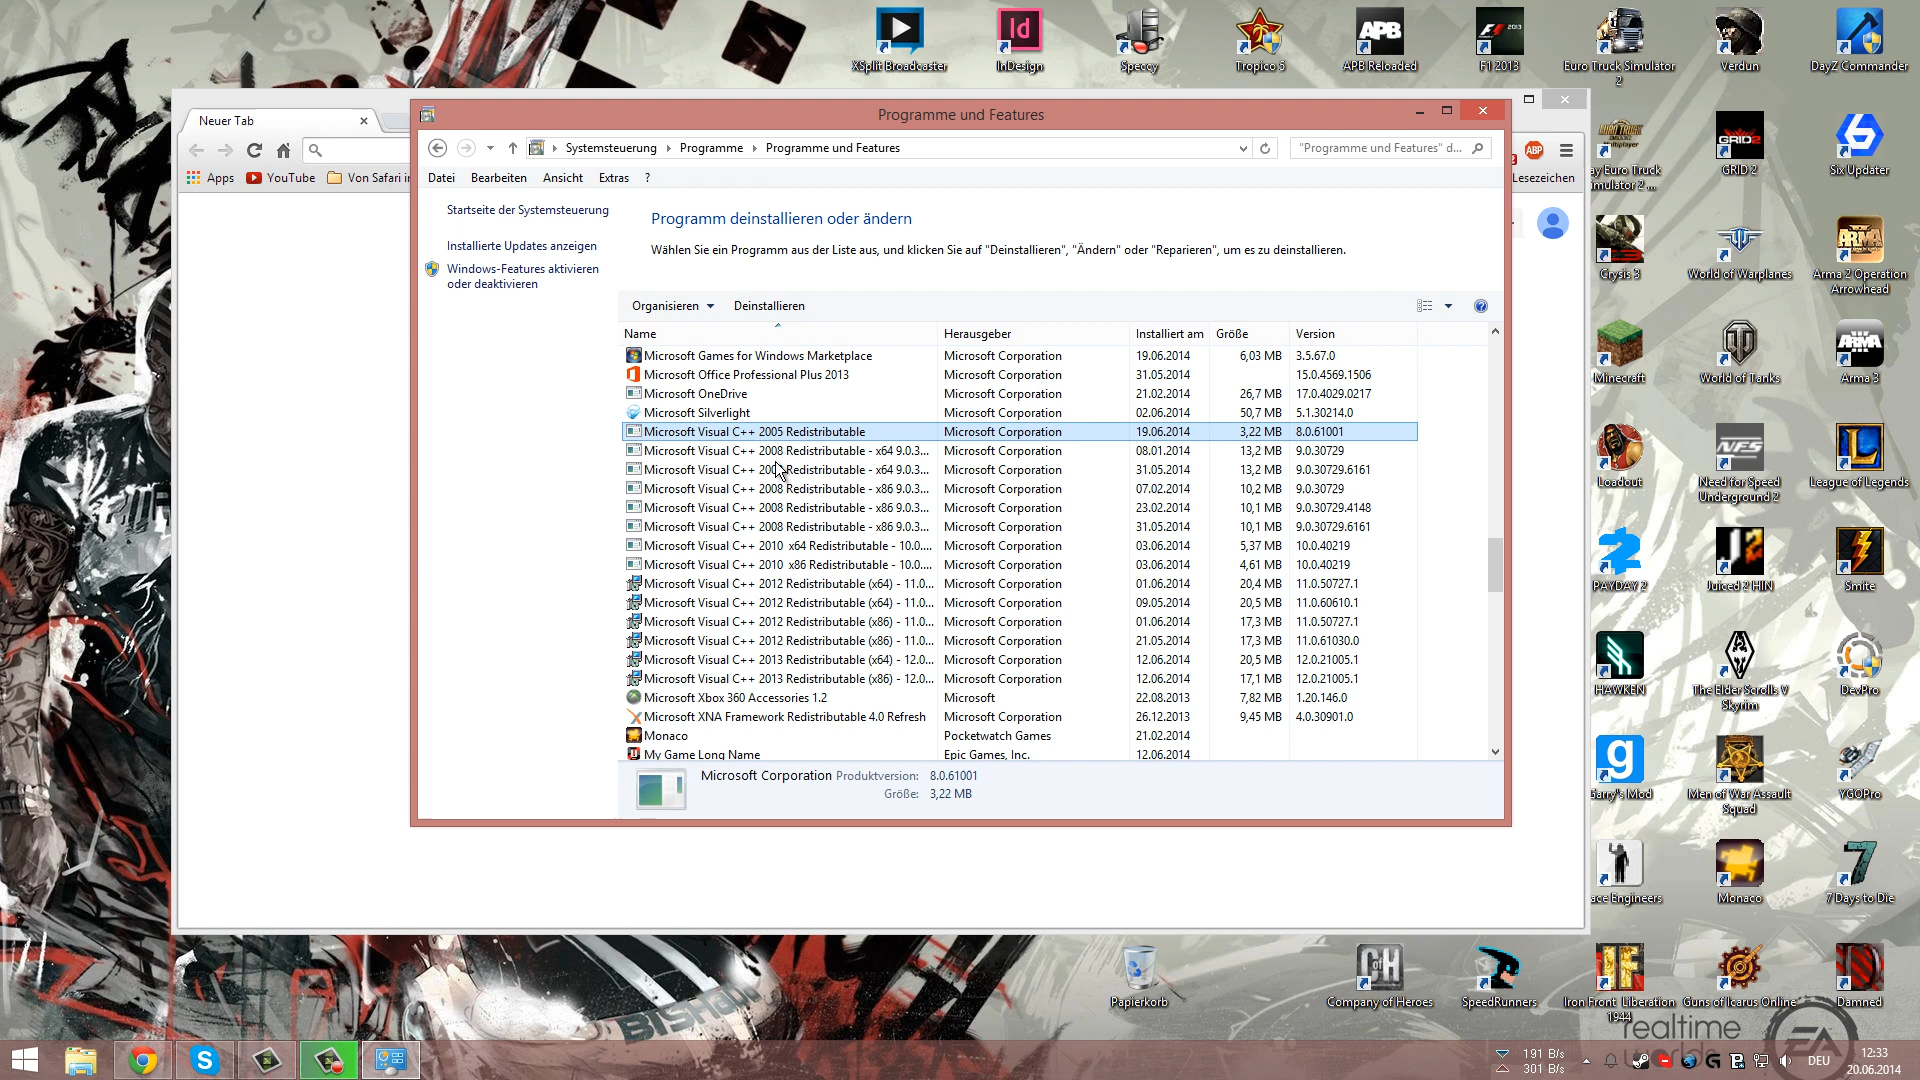 XSplit Broadcaster
InDesign
Speccy
Tropico 5
APB Reloaded
F1 2013
Euro Truck Simulator 2
Verdun
DayZ Commander
Neuer Tab
Programme und Features
Systemsteuerung
Programme
Programme und Features
"Programme und Features" d...
Apps
YouTube
Von Safari in
Lesezeichen
Datei
Bearbeiten
Ansicht
Extras
?
Startseite der Systemsteuerung
Installierte Updates anzeigen
Windows-Features aktivieren
oder deaktivieren
Programm deinstallieren oder ändern
Wählen Sie ein Programm aus der Liste aus, und klicken Sie auf "Deinstallieren", "Ändern" oder "Reparieren", um es zu deinstallieren.
Organisieren
Deinstallieren
Name Herausgeber Installiert am Größe Version
Microsoft Games for Windows Marketplace Microsoft Corporation 19.06.2014 6,03 MB 3.5.67.0
Microsoft Office Professional Plus 2013 Microsoft Corporation 31.05.2014 15.0.4569.1506
Microsoft OneDrive Microsoft Corporation 21.02.2014 26,7 MB 17.0.4029.0217
Microsoft Silverlight Microsoft Corporation 02.06.2014 50,7 MB 5.1.30214.0
Microsoft Visual C++ 2005 Redistributable Microsoft Corporation 19.06.2014 3,22 MB 8.0.61001
Microsoft Visual C++ 2008 Redistributable - x64 9.0.3... Microsoft Corporation 08.01.2014 13,2 MB 9.0.30729
Microsoft Visual C++ 2008 Redistributable - x64 9.0.3... Microsoft Corporation 31.05.2014 13,2 MB 9.0.30729.6161
Microsoft Visual C++ 2008 Redistributable - x86 9.0.3... Microsoft Corporation 07.02.2014 10,2 MB 9.0.30729
Microsoft Visual C++ 2008 Redistributable - x86 9.0.3... Microsoft Corporation 23.02.2014 10,1 MB 9.0.30729.4148
Microsoft Visual C++ 2008 Redistributable - x86 9.0.3... Microsoft Corporation 31.05.2014 10,1 MB 9.0.30729.6161
Microsoft Visual C++ 2010 x64 Redistributable - 10.0.... Microsoft Corporation 03.06.2014 5,37 MB 10.0.40219
Microsoft Visual C++ 2010 x86 Redistributable - 10.0.... Microsoft Corporation 03.06.2014 4,61 MB 10.0.40219
Microsoft Visual C++ 2012 Redistributable (x64) - 11.0... Microsoft Corporation 01.06.2014 20,4 MB 11.0.50727.1
Microsoft Visual C++ 2012 Redistributable (x64) - 11.0... Microsoft Corporation 09.05.2014 20,5 MB 11.0.60610.1
Microsoft Visual C++ 2012 Redistributable (x86) - 11.0... Microsoft Corporation 01.06.2014 17,3 MB 11.0.50727.1
Microsoft Visual C++ 2012 Redistributable (x86) - 11.0... Microsoft Corporation 21.05.2014 17,3 MB 11.0.61030.0
Microsoft Visual C++ 2013 Redistributable (x64) - 12.0... Microsoft Corporation 12.06.2014 20,5 MB 12.0.21005.1
Microsoft Visual C++ 2013 Redistributable (x86) - 12.0... Microsoft Corporation 12.06.2014 17,1 MB 12.0.21005.1
Microsoft Xbox 360 Accessories 1.2 Microsoft 22.08.2013 7,82 MB 1.20.146.0
Microsoft XNA Framework Redistributable 4.0 Refresh Microsoft Corporation 26.12.2013 9,45 MB 4.0.30901.0
Monaco Pocketwatch Games 21.02.2014
My Game Long Name Epic Games, Inc. 12.06.2014
Microsoft Corporation Produktversion: 8.0.61001
Größe: 3,22 MB
ay Euro Truck
imulator 2 ...
GRID 2
Six Updater
Crysis 3
World of Warplanes
Arma 2 Operation
Arrowhead
Minecraft
World of Tanks
Arma 3
Loadout
Need for Speed
Underground 2
League of Legends
PAYDAY 2
Juiced 2 HIN
Smite
HAWKEN
The Elder Scrolls V
Skyrim
DevPro
Garry's Mod
Men of War Assault
Squad
YGOPro
ace Engineers
Monaco
7 Days to Die
Papierkorb
Company of Heroes
SpeedRunners
Iron Front Liberation
1944
Guns of Icarus Online
Damned
BISHAW
realtime
EA
191 B/s
301 B/s
DEU
12:33
20.06.2014